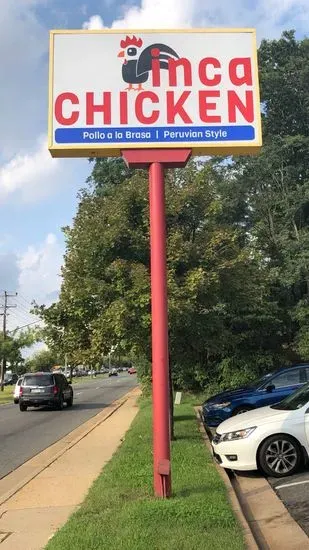 inca
CHICKEN
Pollo a la Brasa | Peruvian Style